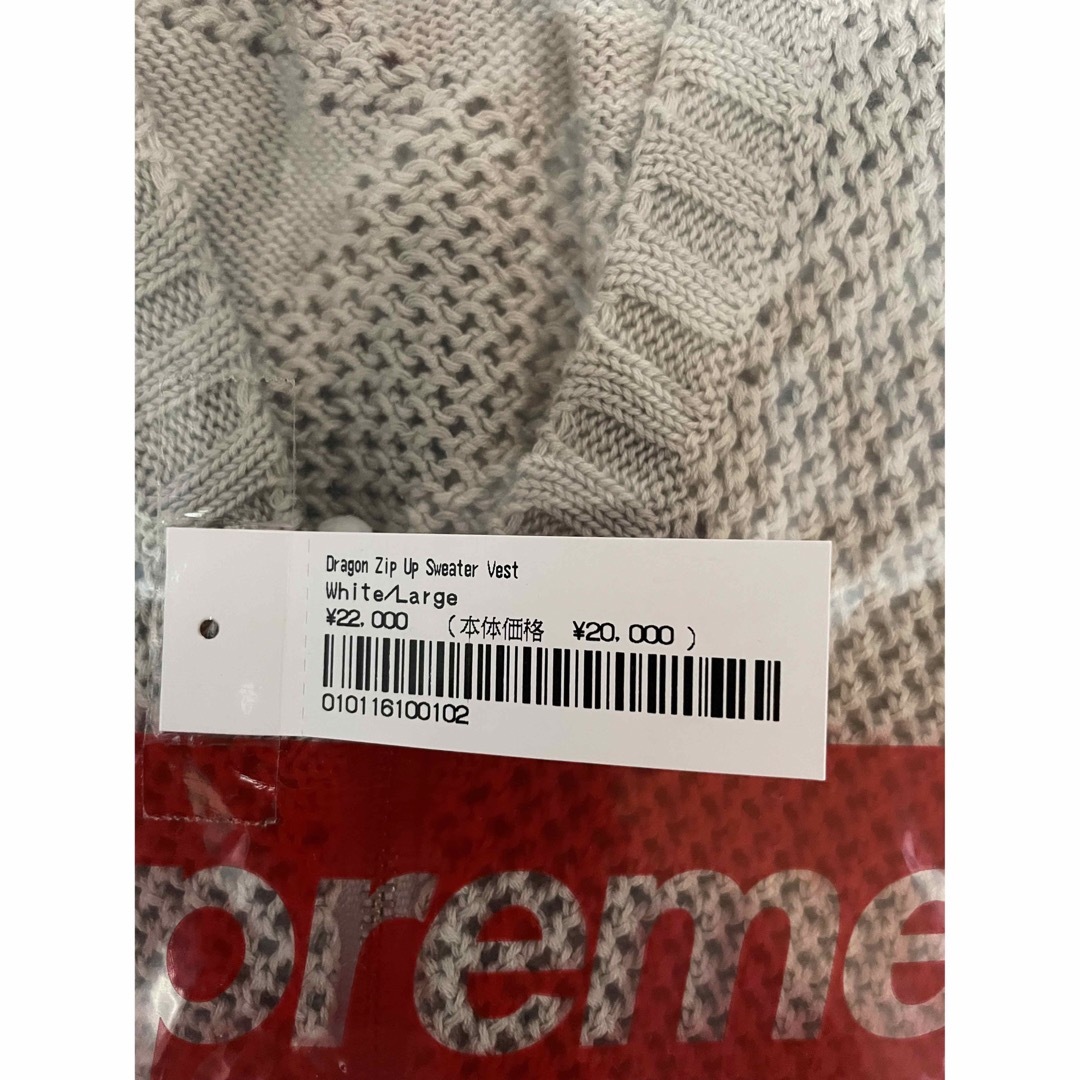 Dragon Zip Up Sweater Vest
White/Large
¥22,000 (本体価格 ¥20,000 )
010116100102
preme